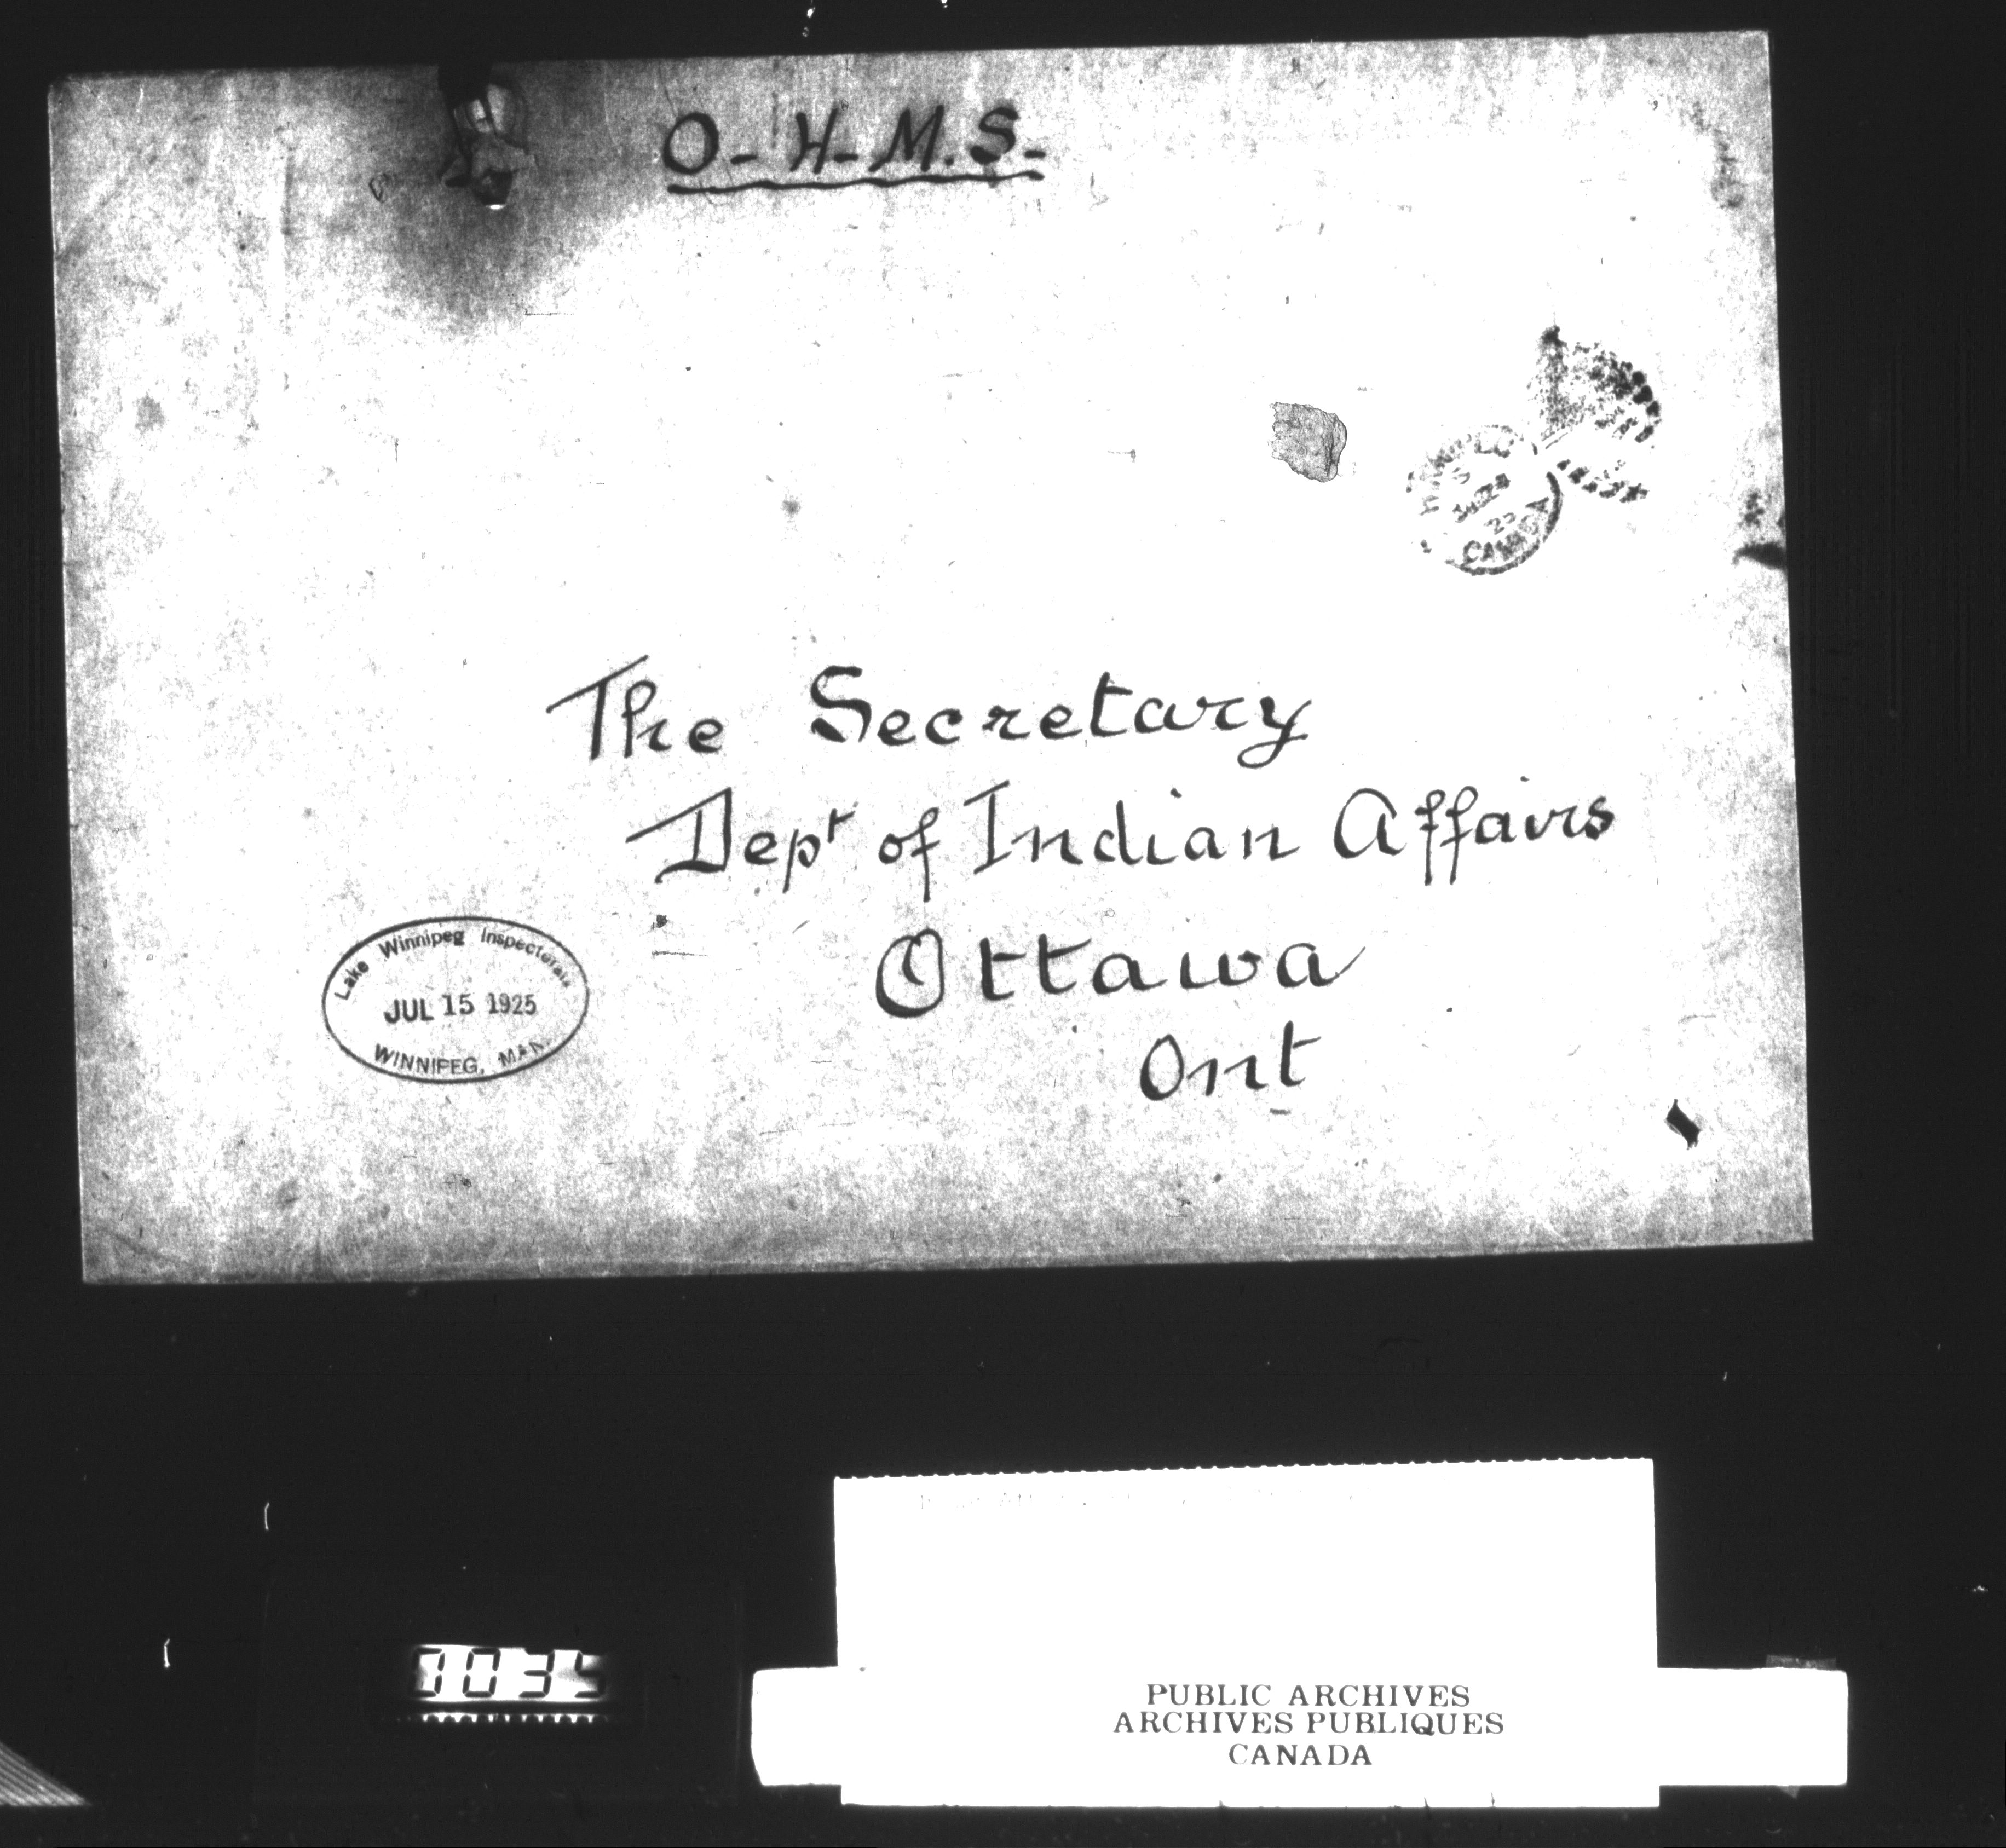 O-H-M.S.-
CANADA
The Secretary
Dept of Indian Affairs
Ottawa
Ont
Lake Winnipeg Inspectorate
JUL 15 1925
WINNIPEG, MAN.
PUBLIC ARCHIVES
ARCHIVES PUBLIQUES
CANADA